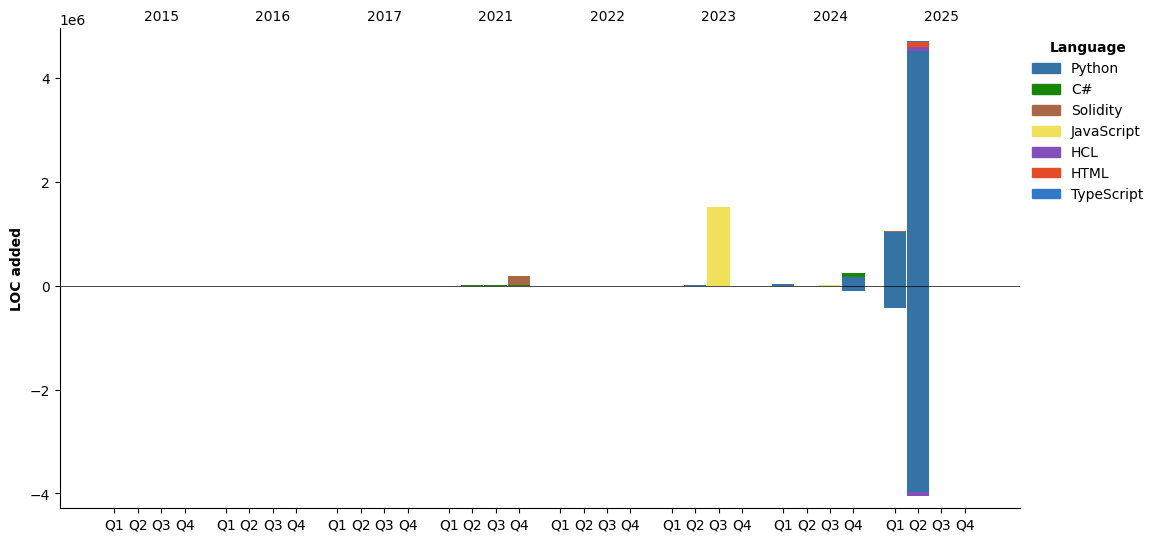 2015 2016 2017 2021 2022 2023 2024 2025
1e6
4
2
0
−2
−4
LOC added
Q1 Q2 Q3 Q4 Q1 Q2 Q3 Q4 Q1 Q2 Q3 Q4 Q1 Q2 Q3 Q4 Q1 Q2 Q3 Q4 Q1 Q2 Q3 Q4 Q1 Q2 Q3 Q4 Q1 Q2 Q3 Q4
Language
Python
C#
Solidity
JavaScript
HCL
HTML
TypeScript